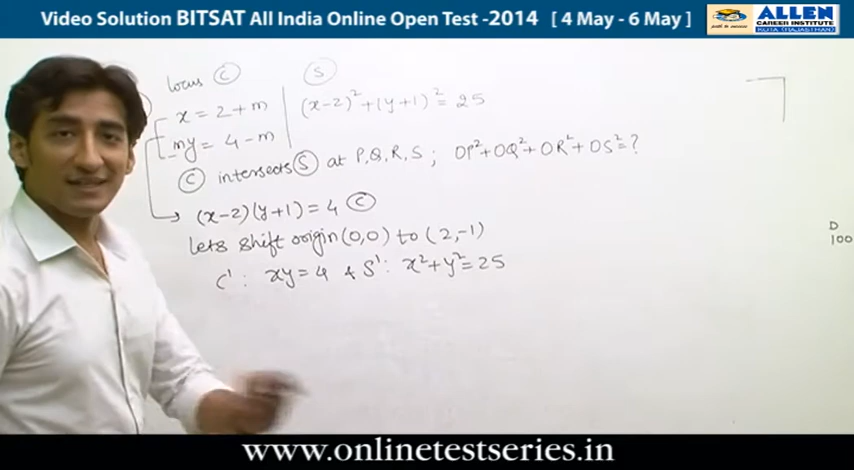 Video Solution BITSAT All India Online Open Test -2014 [ 4 May - 6 May ]
ALLEN
CAREER INSTITUTE
KOTA (RAJASTHAN)
locus C S
x = 2 + m (x-2)² + (y+1)² = 25
my = 4 - m
C intersects S at P, Q, R, S ; OP² + OQ² + OR² + OS² = ?
(x-2)(y+1) = 4 C
Lets shift origin (0,0) to (2,-1)
C' : xy = 4 & S' : x² + y² = 25
D
100
www.onlinetestseries.in